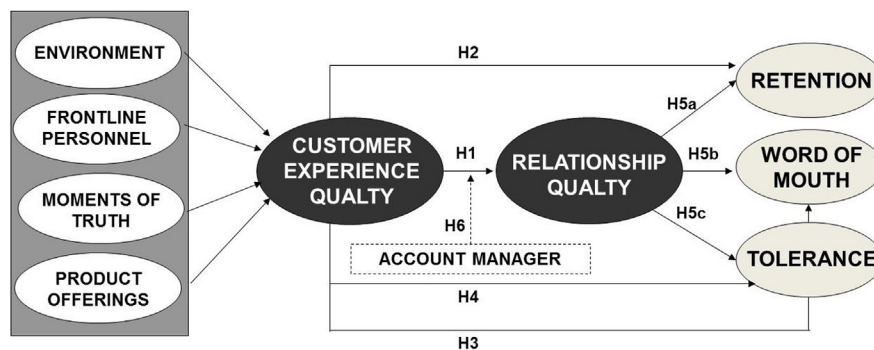 ENVIRONMENT
FRONTLINE
PERSONNEL
MOMENTS OF
TRUTH
PRODUCT
OFFERINGS
CUSTOMER
EXPERIENCE
QUALTY
H1
H2
H6
ACCOUNT MANAGER
H4
H3
RELATIONSHIP
QUALTY
H5a
H5b
H5c
RETENTION
WORD OF
MOUTH
TOLERANCE